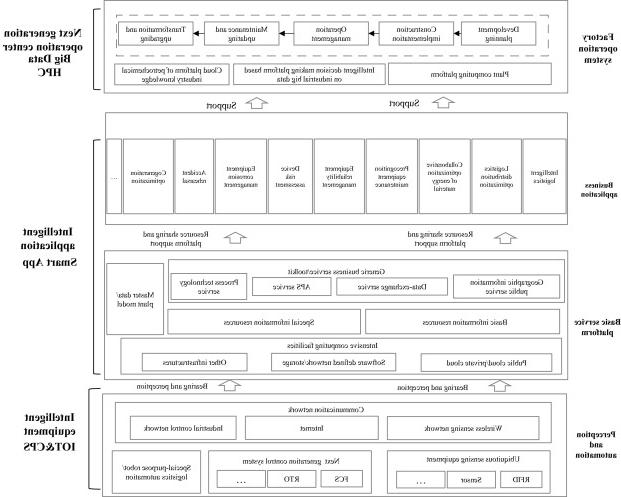 Factory
operation
system
Development
planning
Construction
implementation
Operation
management
Maintenance and
updating
Transformation and
upgrading
Plant computing platform
Intelligent decision making platform based
on industrial big data
Cloud platform of petrochemical
industry knowledge
Next generation
operation center
Big Data
HPC
Support
Support
Business
application
Intelligent
logistics
Logistics
distribution
optimization
Collaborative
optimization
of energy of
material
Precognition
equipment
maintenance
Equipment
reliability
management
Device
risk
assessment
Equipment
corrosion
management
Accident
rehearsal
Cogeneration
optimization
...
Resource sharing and
platform support
Resource sharing and
platform support
Intelligent
application
Smart App
Basic service
platform
Generic business/service/toolkit
Geographic information
public service
Data-exchange service
APS service
Process technology
service
Master data/
plant model
Basic information resources
Special information resources
Intensive computing facilities
Public cloud/private cloud
Software defined network/storage
Other infrastructures
Bearing and perception
Bearing and perception
Perception
and
automation
Communication network
Wireless sensing network
Internet
Industrial control network
Ubiquitous sensing equipment
RFID
Sensor
...
Next generation control system
FCS
RTO
...
Special-purpose robot/
logistics automation
Intelligent
equipment
IOT&CPS